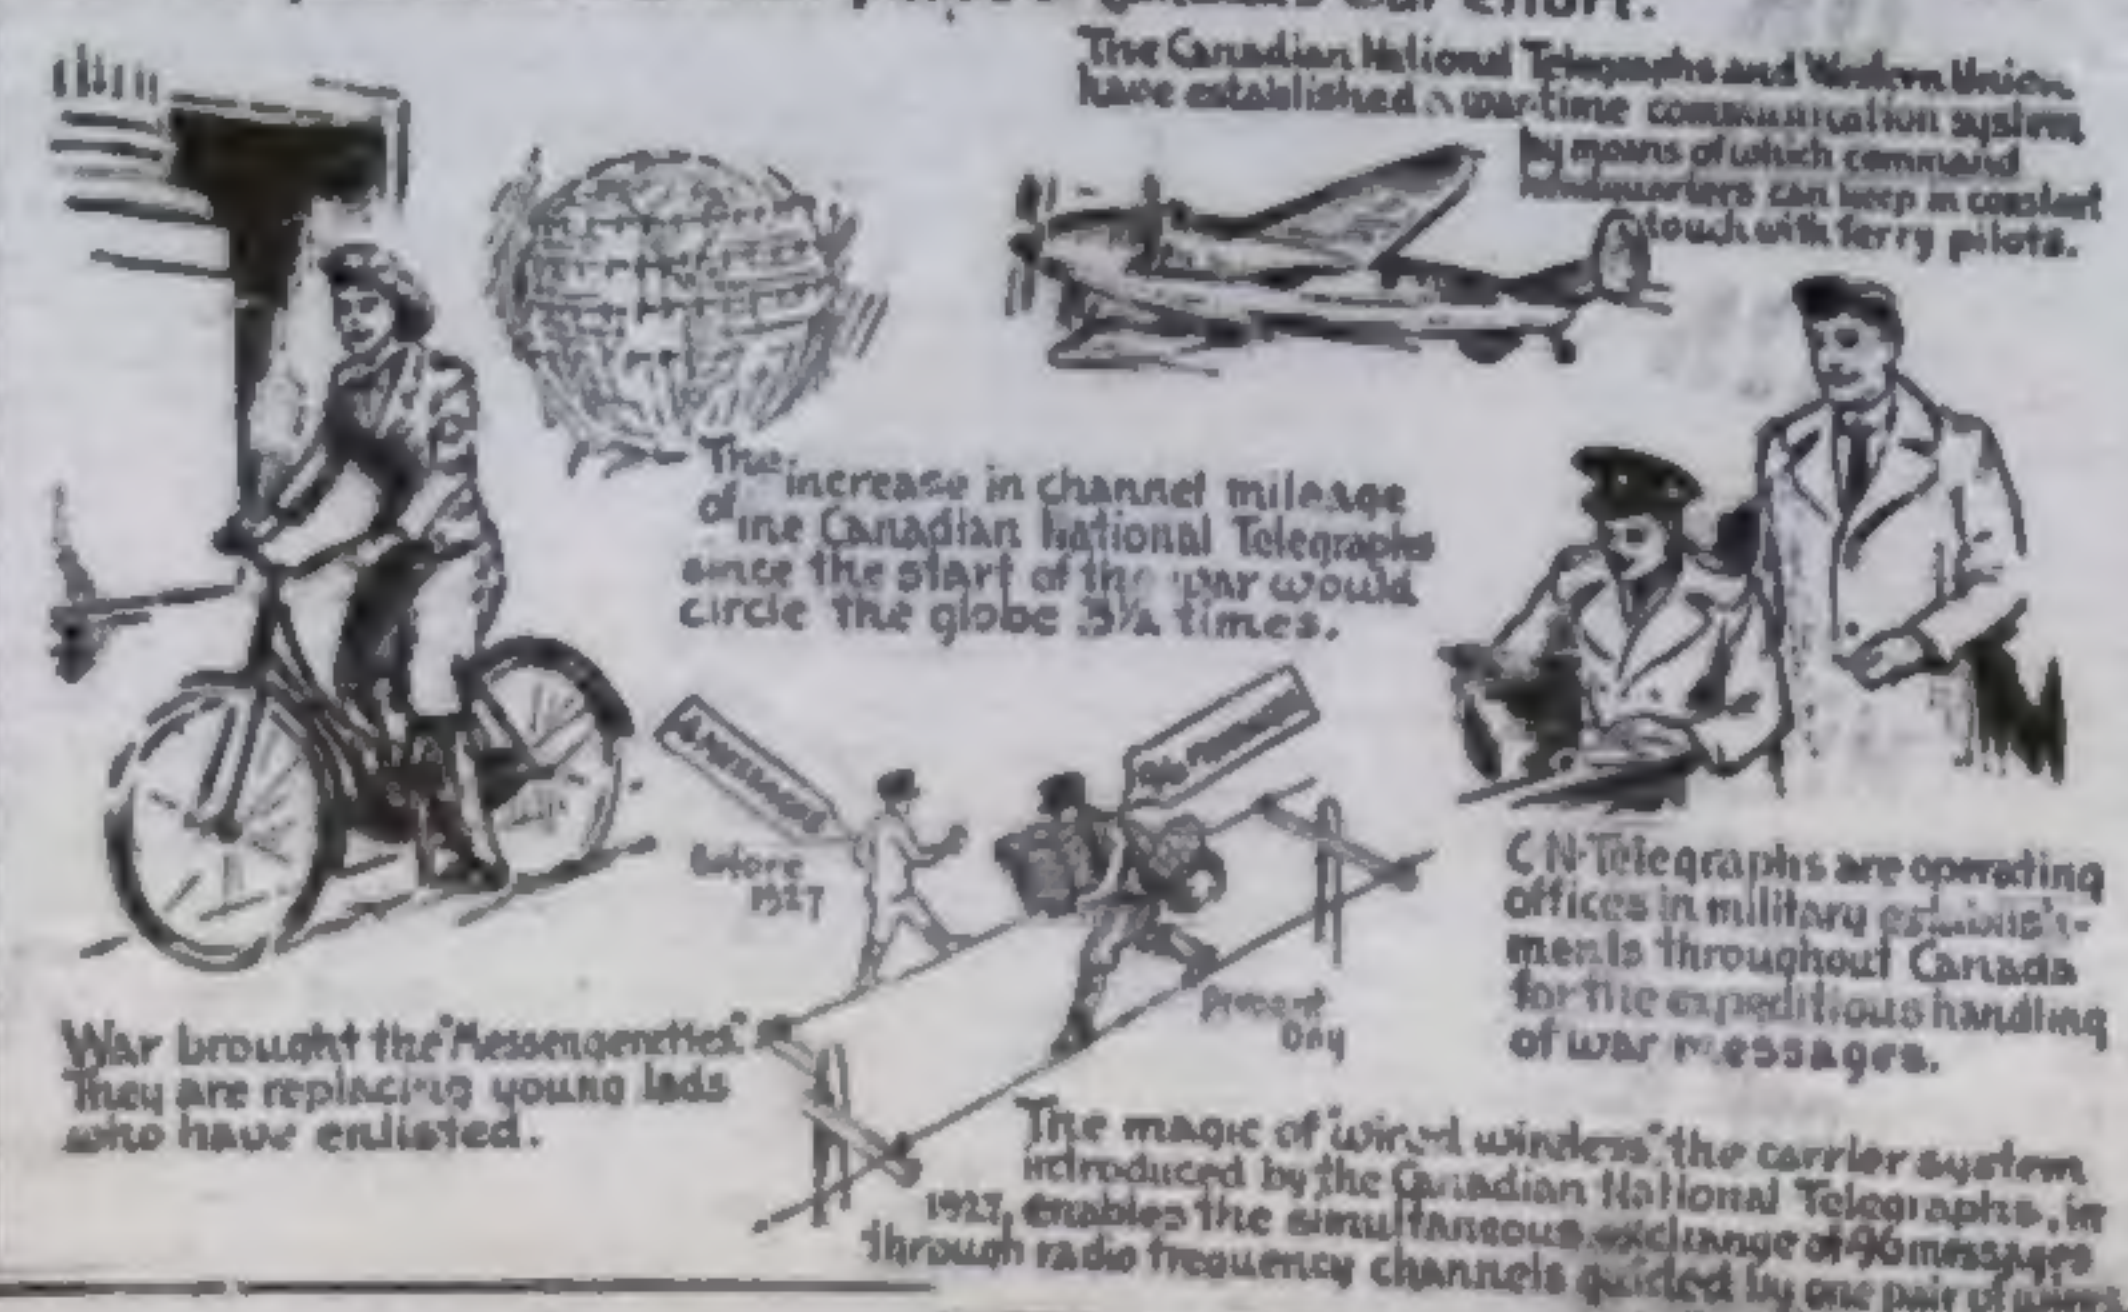 war effort.
The Canadian National Telegraphs and Western Union
have established a war-time communication system
by means of which command
headquarters can keep in constant
touch with ferry pilots.
The increase in channel mileage
of the Canadian National Telegraphs
since the start of the war would
circle the globe times.
Before
1927
Present
Day
C N Telegraphs are operating
offices in military establish-
ments throughout Canada
for the expeditious handling
of war messages.
War brought the "Messengerettes"
They are replacing young lads
who have enlisted.
The magic of "wired wireless", the carrier system
introduced by the Canadian National Telegraphs, in
1927, enables the simultaneous exchange of 96 messages
through radio frequency channels guided by one pair of wires